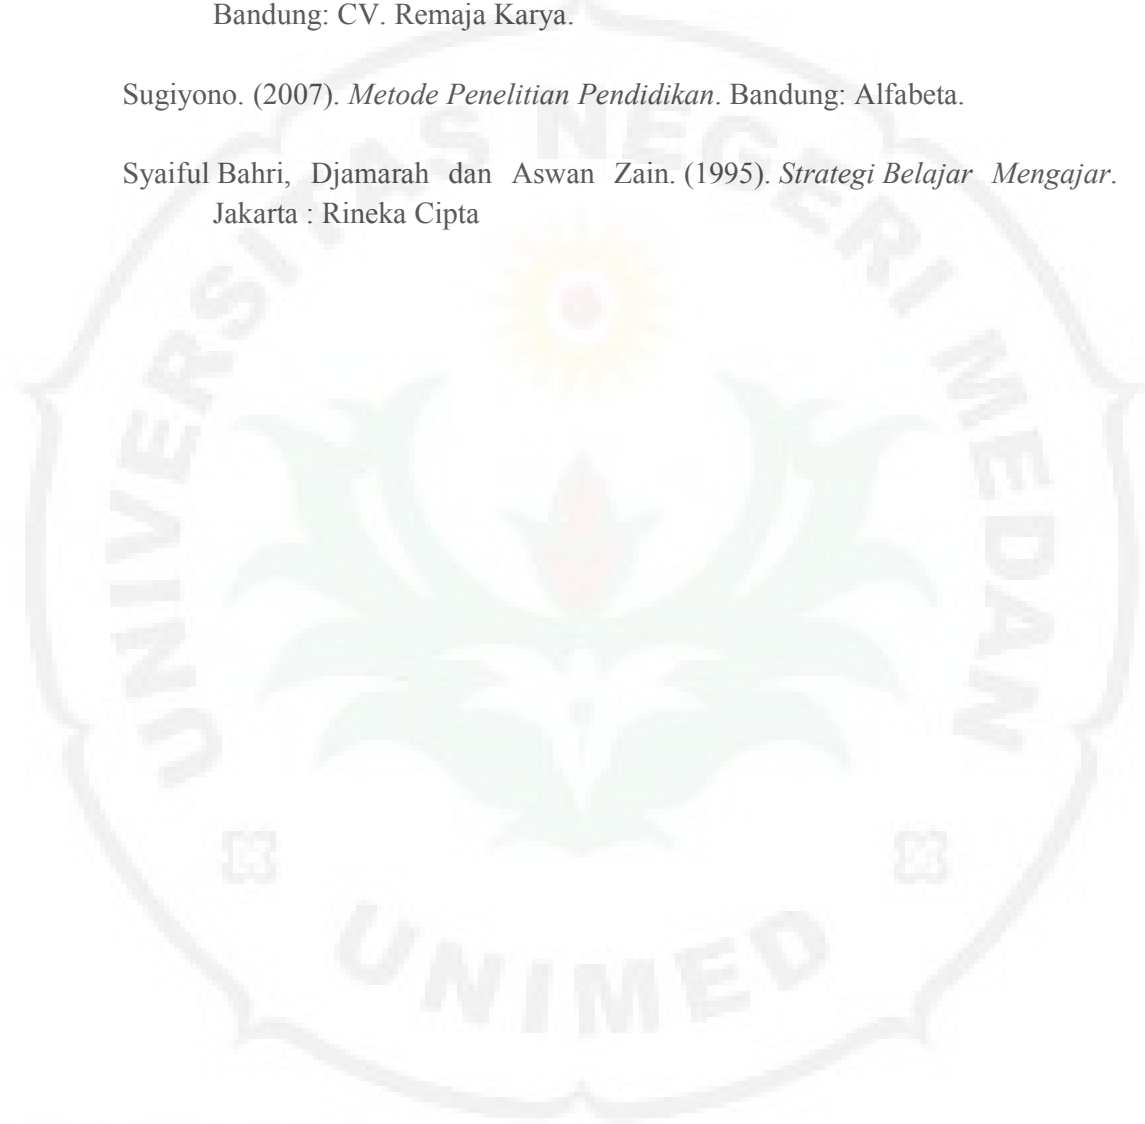 Bandung: CV. Remaja Karya.
Sugiyono. (2007). Metode Penelitian Pendidikan. Bandung: Alfabeta.
Syaiful Bahri, Djamarah dan Aswan Zain. (1995). Strategi Belajar Mengajar.
Jakarta : Rineka Cipta
UNIVERSITAS NEGERI MEDAN
UNIMED